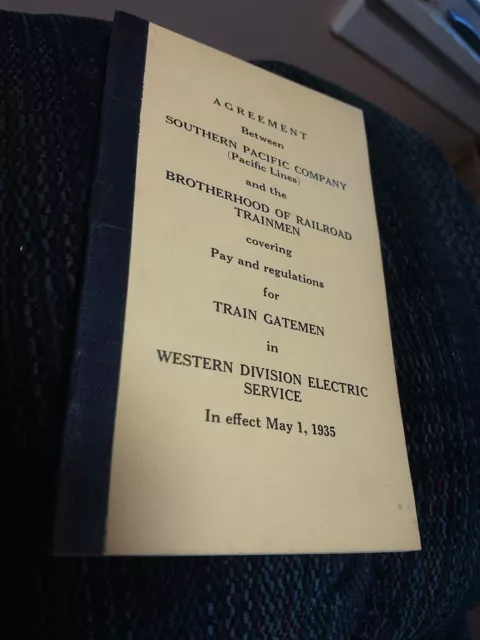 AGREEMENT
Between
SOUTHERN PACIFIC COMPANY
(Pacific Lines)
and the
BROTHERHOOD OF RAILROAD
TRAINMEN
covering
Pay and regulations
for
TRAIN GATEMEN
in
WESTERN DIVISION ELECTRIC
SERVICE
In effect May 1, 1935